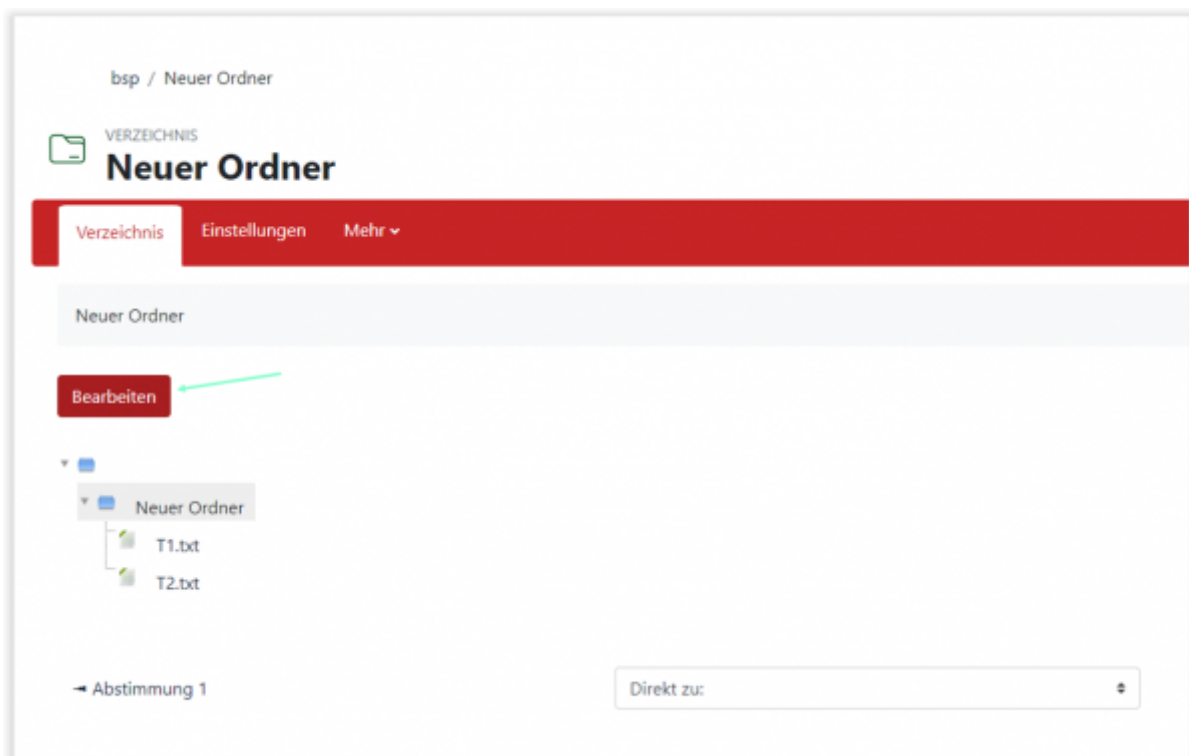 bsp / Neuer Ordner
VERZEICHNIS
Neuer Ordner
Verzeichnis Einstellungen Mehr
Neuer Ordner
Bearbeiten
Neuer Ordner
T1.txt
T2.txt
Abstimmung 1 Direkt zu: